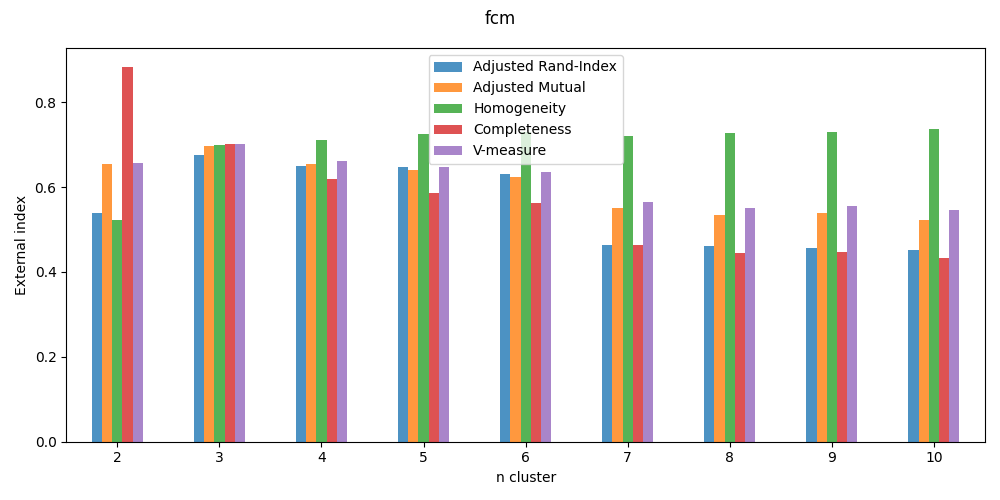 fcm
Adjusted Rand-Index
Adjusted Mutual
Homogeneity
Completeness
V-measure
External index
0.8
0.6
0.4
0.2
0.0
2 3 4 5 6 7 8 9 10
n cluster